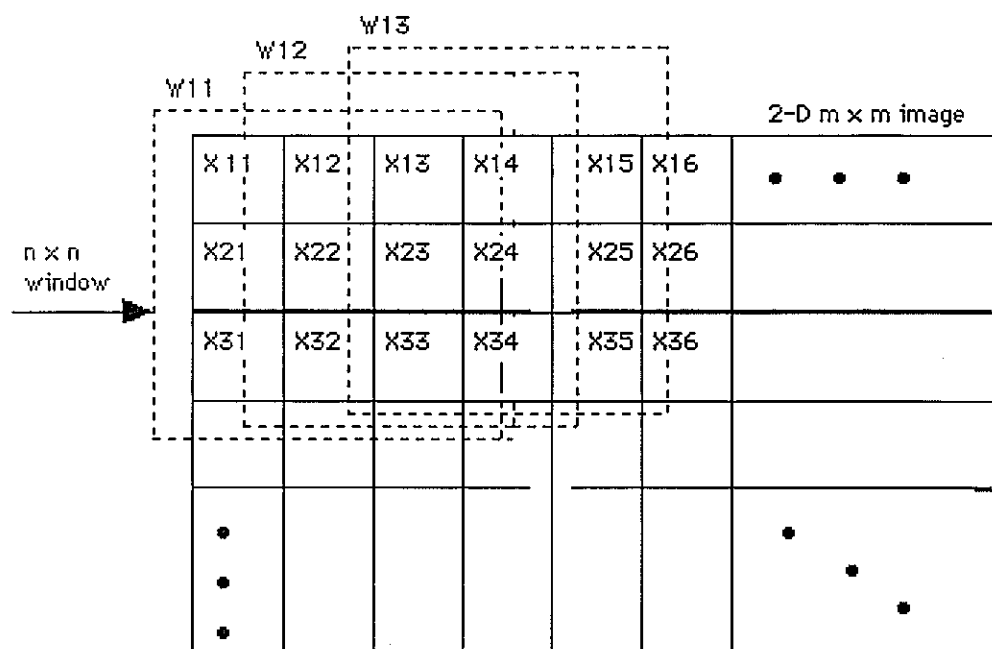 W13
W12
W11
2-D m × m image
X11 X12 X13 X14 X15 X16
n × n
window
X21 X22 X23 X24 X25 X26
X31 X32 X33 X34 X35 X36